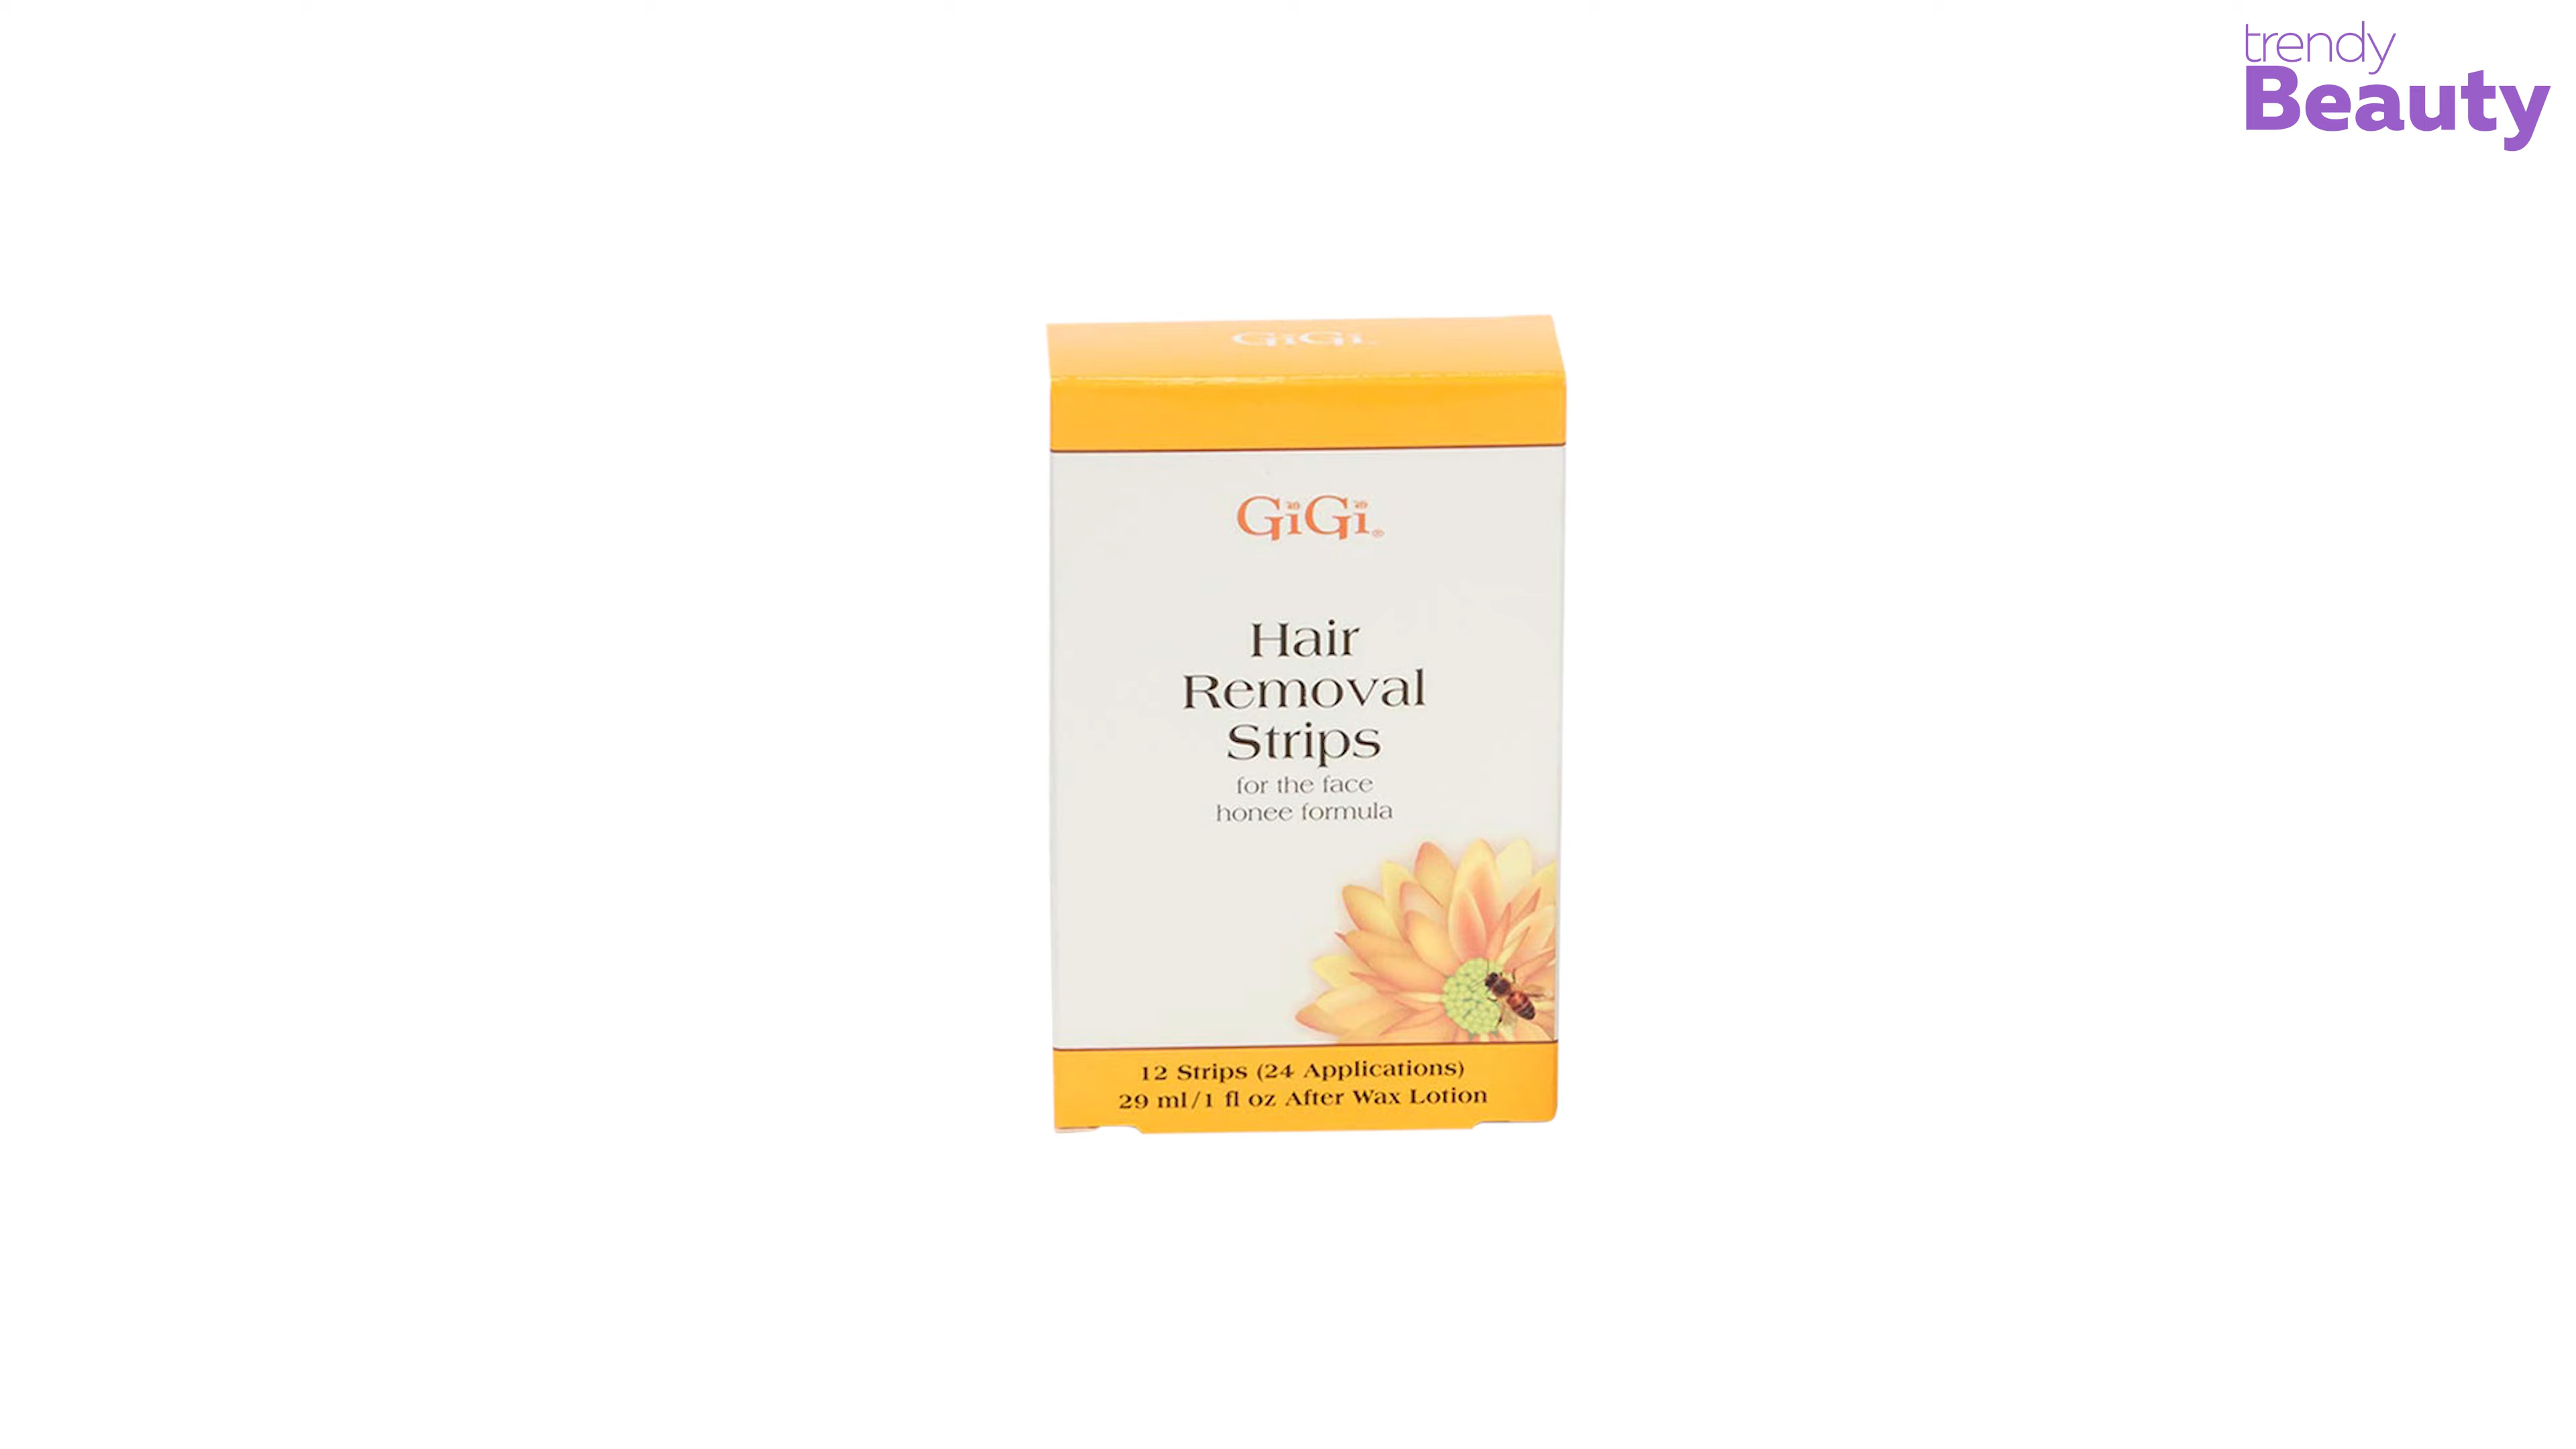 trendy
Beauty
GiGi
GiGi®
Hair
Removal
Strips
for the face
honee formula
12 Strips (24 Applications)
29 ml/1 fl oz After Wax Lotion